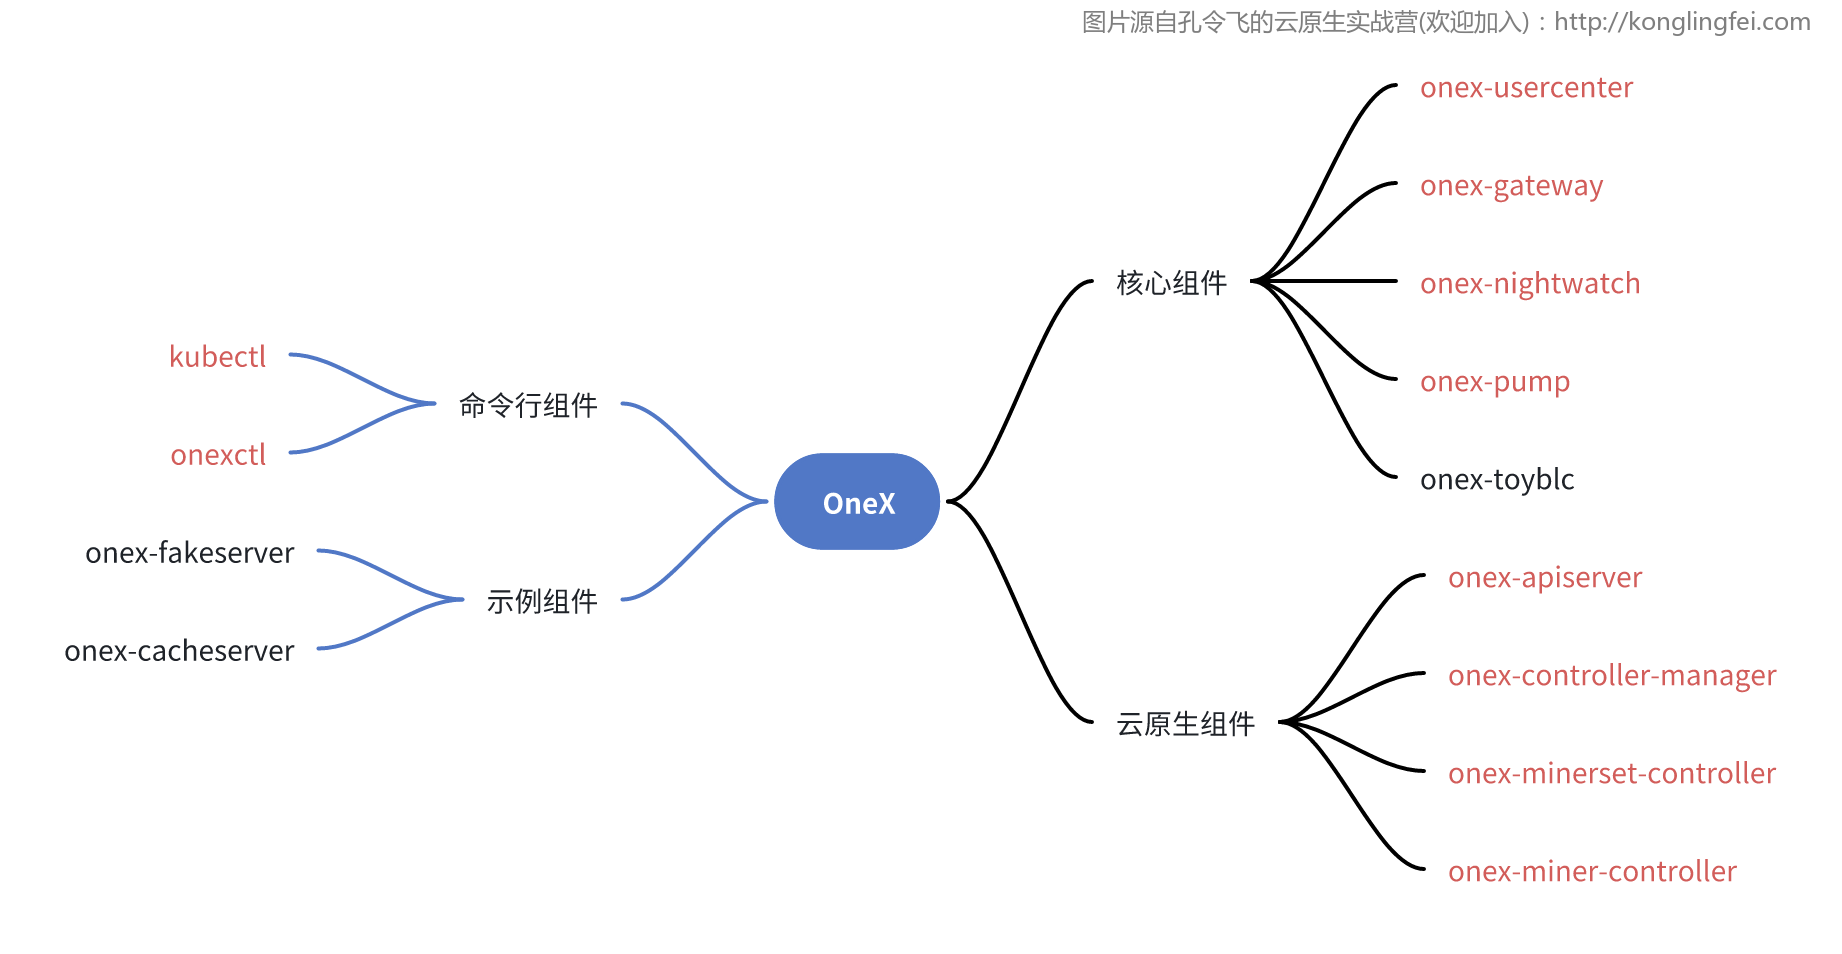 图片源自孔令飞的云原生实战营(欢迎加入)：http://konglingfei.com
OneX
核心组件
onex-usercenter
onex-gateway
onex-nightwatch
onex-pump
onex-toyblc
云原生组件
onex-apiserver
onex-controller-manager
onex-minerset-controller
onex-miner-controller
命令行组件
kubectl
onexctl
示例组件
onex-fakeserver
onex-cacheserver